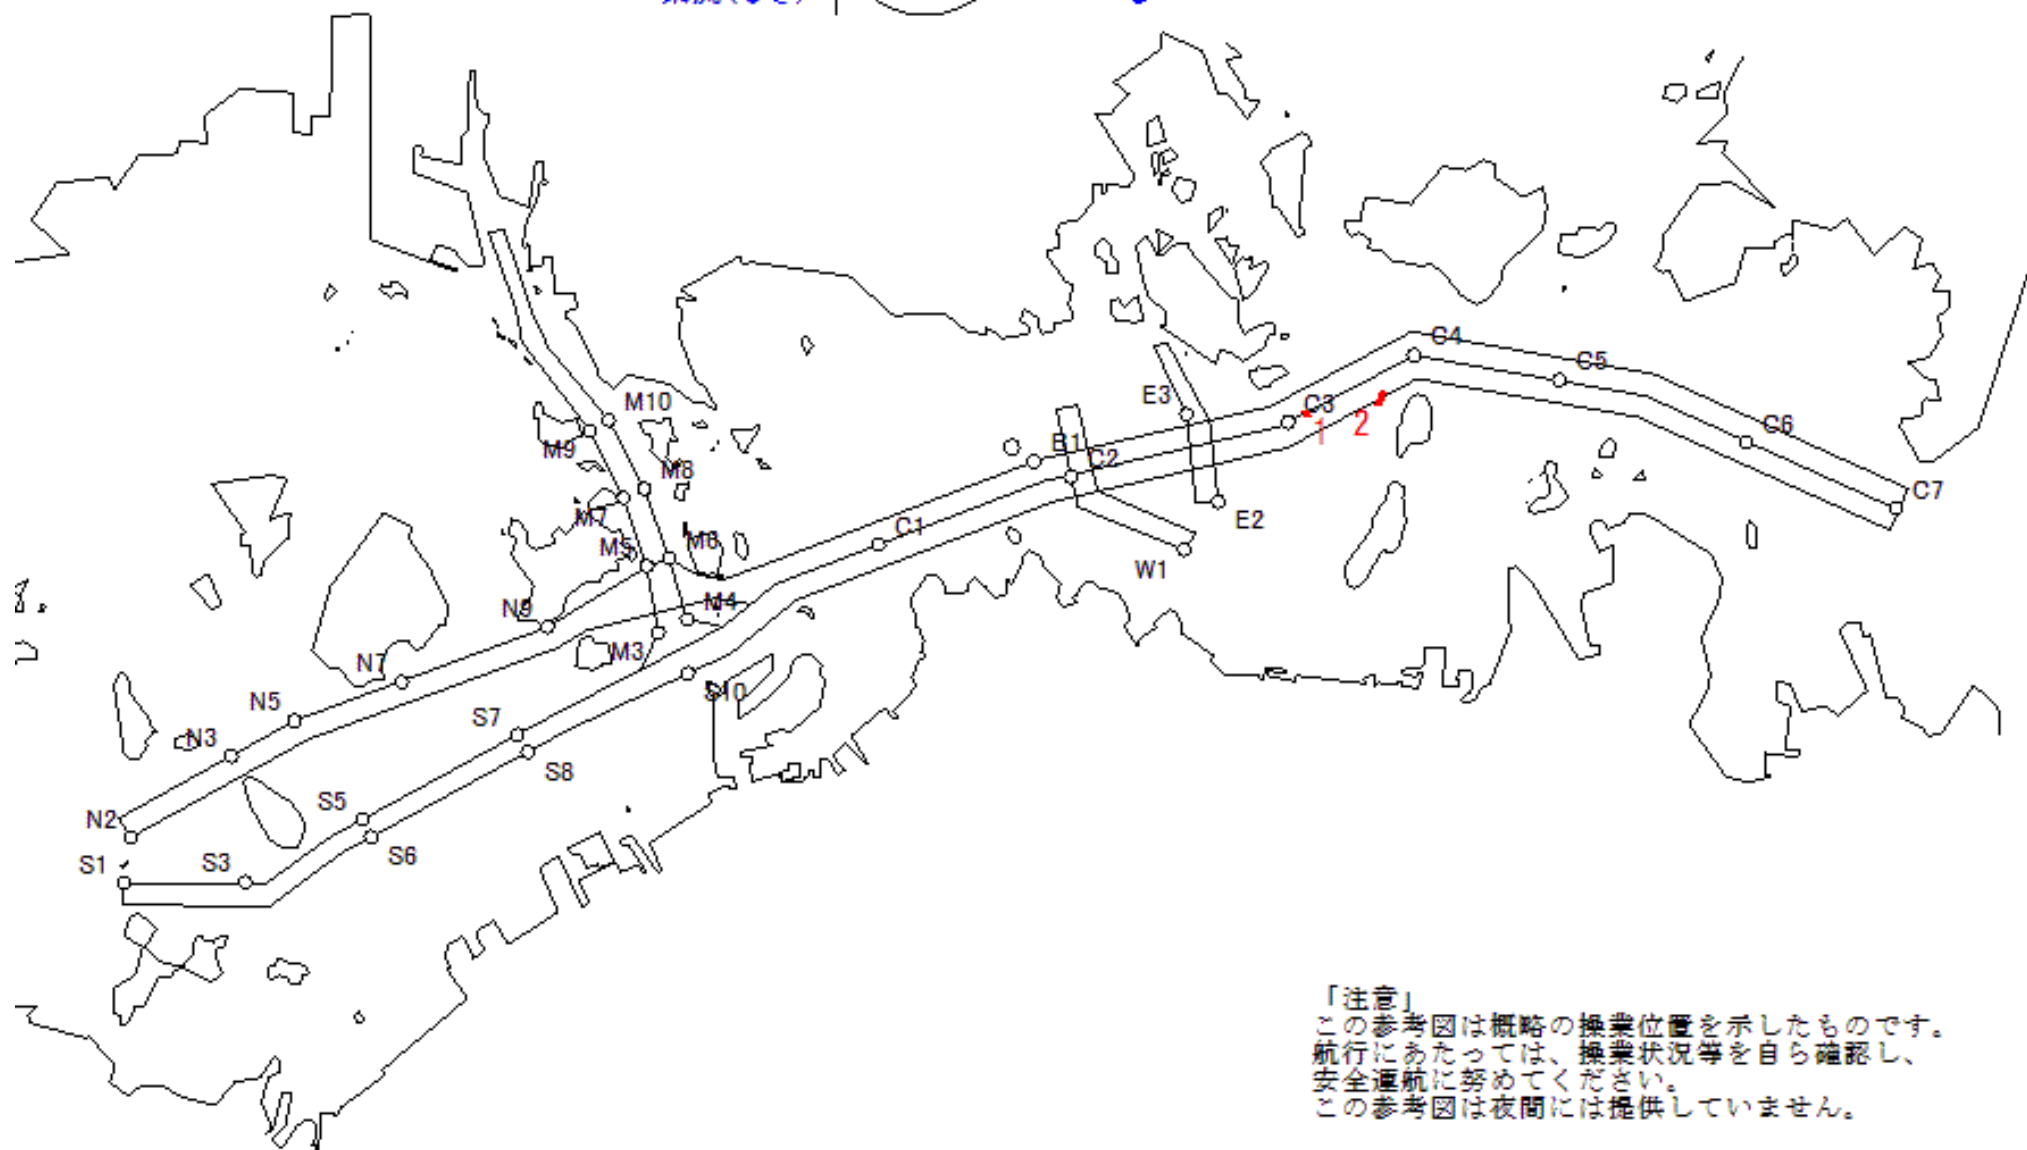 C4
C5
M10
E3
C3
1
2
B1
C6
M9
M8
C2
C7
M7
E2
C1
M5
M6
W1
N9
M4
N7
M3
S10
N5
S7
N3
S8
S5
N2
S6
S1
S3
「注意」
この参考図は概略の操業位置を示したものです。
航行にあたっては、操業状況等を自ら確認し、
安全運航に努めてください。
この参考図は夜間には提供していません。